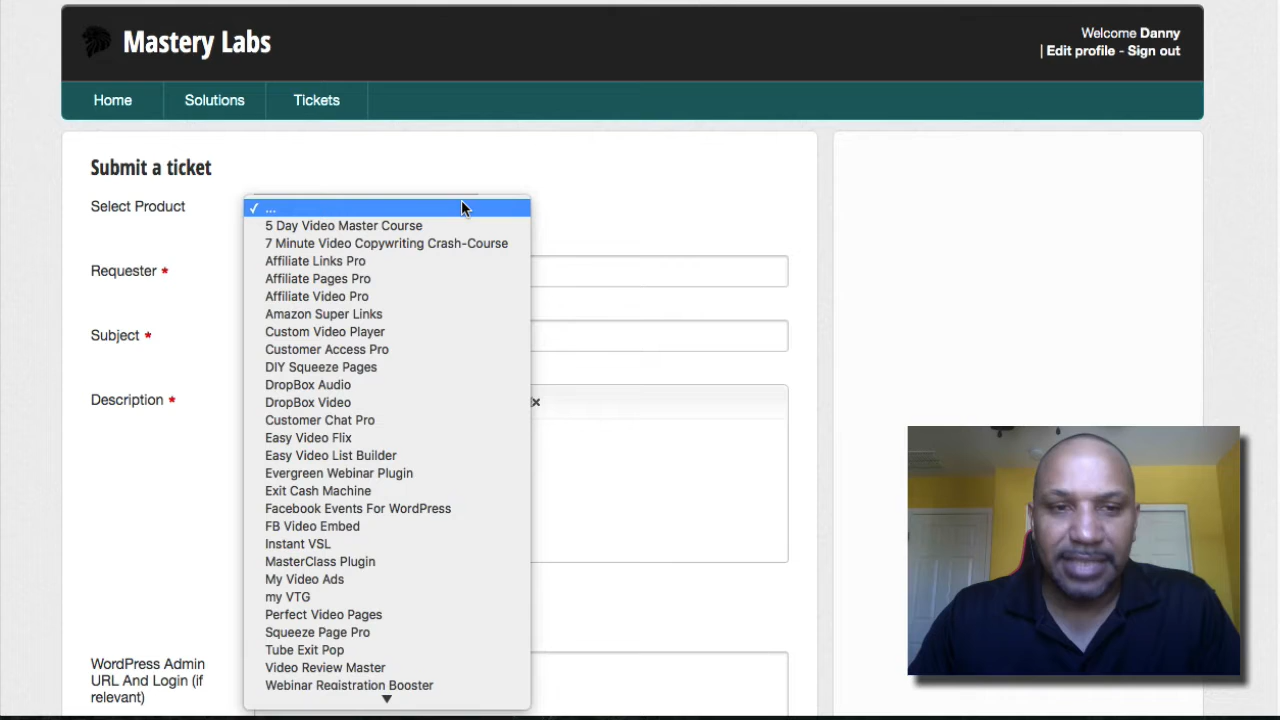 Mastery Labs
Welcome Danny
| Edit profile - Sign out
Home
Solutions
Tickets
Submit a ticket
Select Product
✓ ...
5 Day Video Master Course
7 Minute Video Copywriting Crash-Course
Affiliate Links Pro
Affiliate Pages Pro
Affiliate Video Pro
Amazon Super Links
Custom Video Player
Customer Access Pro
DIY Squeeze Pages
DropBox Audio
DropBox Video
Customer Chat Pro
Easy Video Flix
Easy Video List Builder
Evergreen Webinar Plugin
Exit Cash Machine
Facebook Events For WordPress
FB Video Embed
Instant VSL
MasterClass Plugin
My Video Ads
my VTG
Perfect Video Pages
Squeeze Page Pro
Tube Exit Pop
Video Review Master
Webinar Registration Booster
Requester *
Subject *
Description *
WordPress Admin
URL And Login (if
relevant)